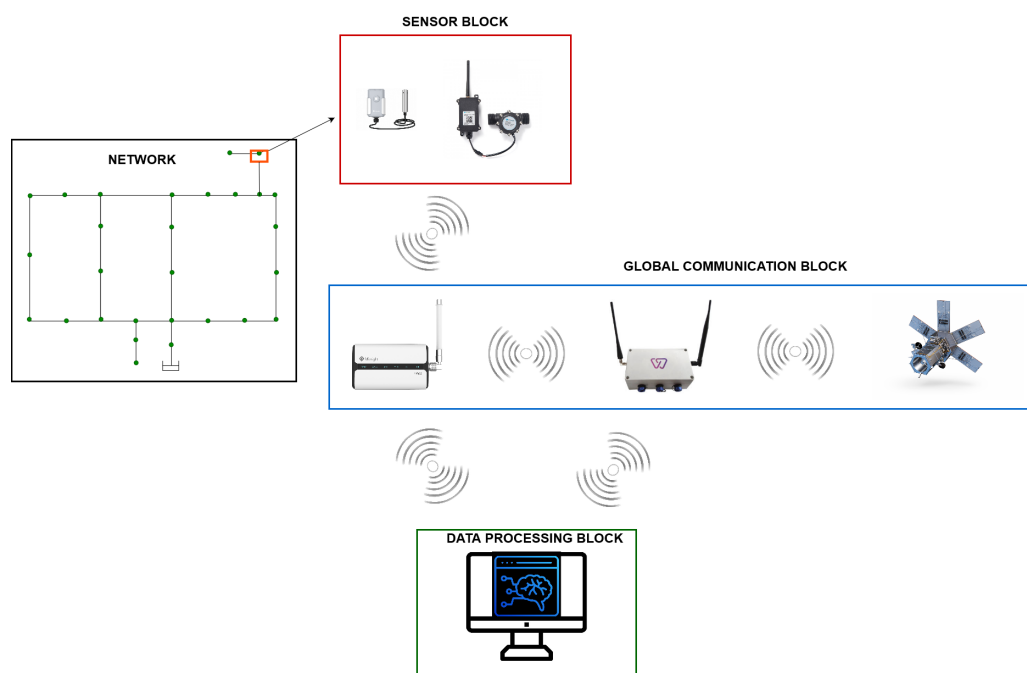 SENSOR BLOCK
NETWORK
GLOBAL COMMUNICATION BLOCK
DATA PROCESSING BLOCK